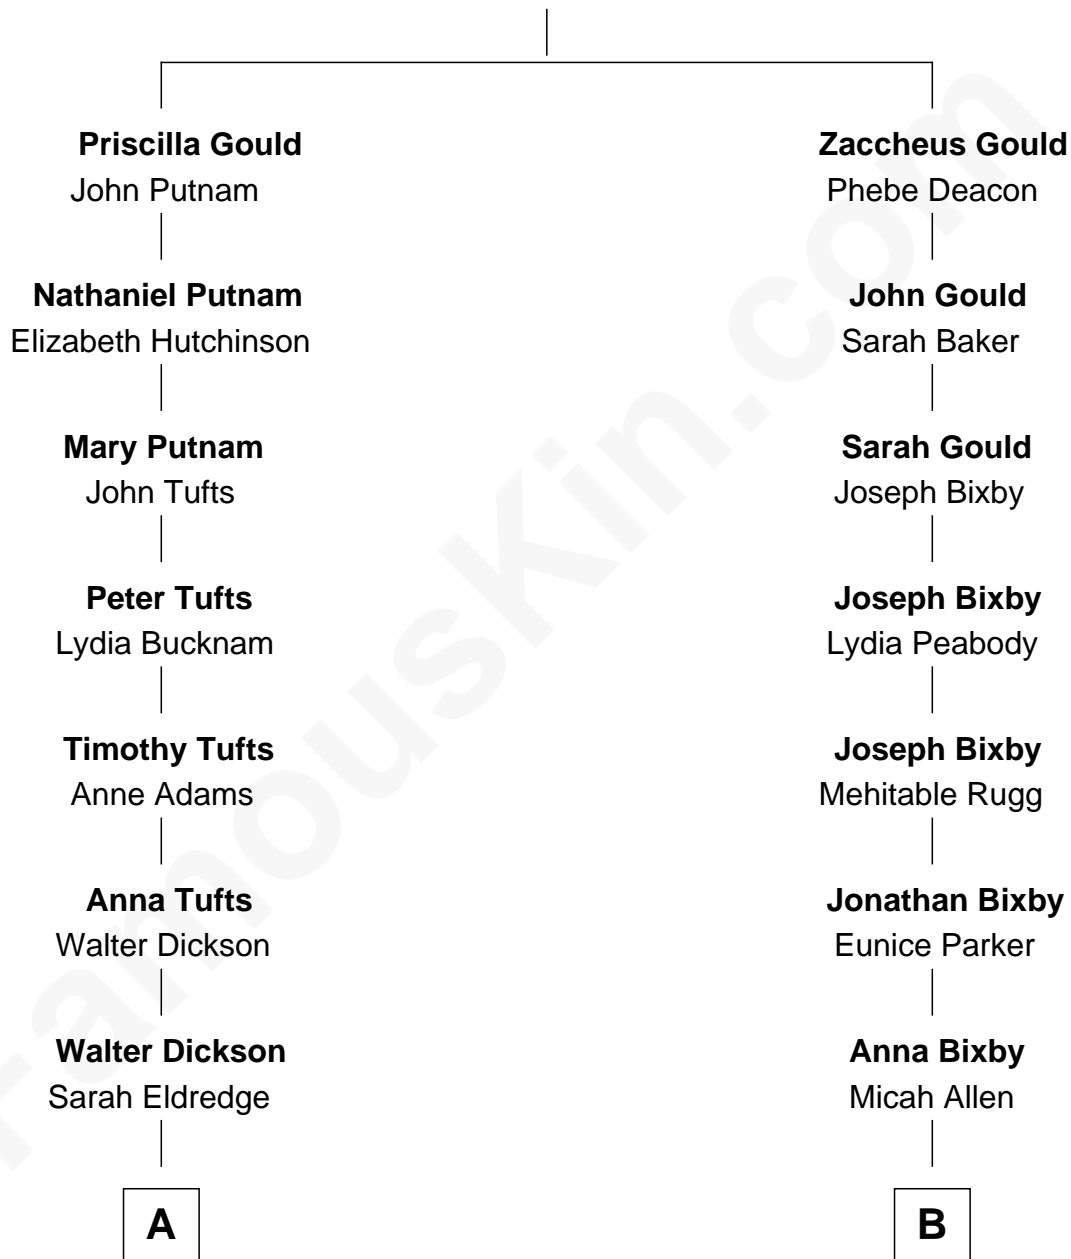 Priscilla Gould
John Putnam
Nathaniel Putnam
Elizabeth Hutchinson
Mary Putnam
John Tufts
Peter Tufts
Lydia Bucknam
Timothy Tufts
Anne Adams
Anna Tufts
Walter Dickson
Walter Dickson
Sarah Eldredge
A
Zaccheus Gould
Phebe Deacon
John Gould
Sarah Baker
Sarah Gould
Joseph Bixby
Joseph Bixby
Lydia Peabody
Joseph Bixby
Mehitable Rugg
Jonathan Bixby
Eunice Parker
Anna Bixby
Micah Allen
B
FamousKin.com